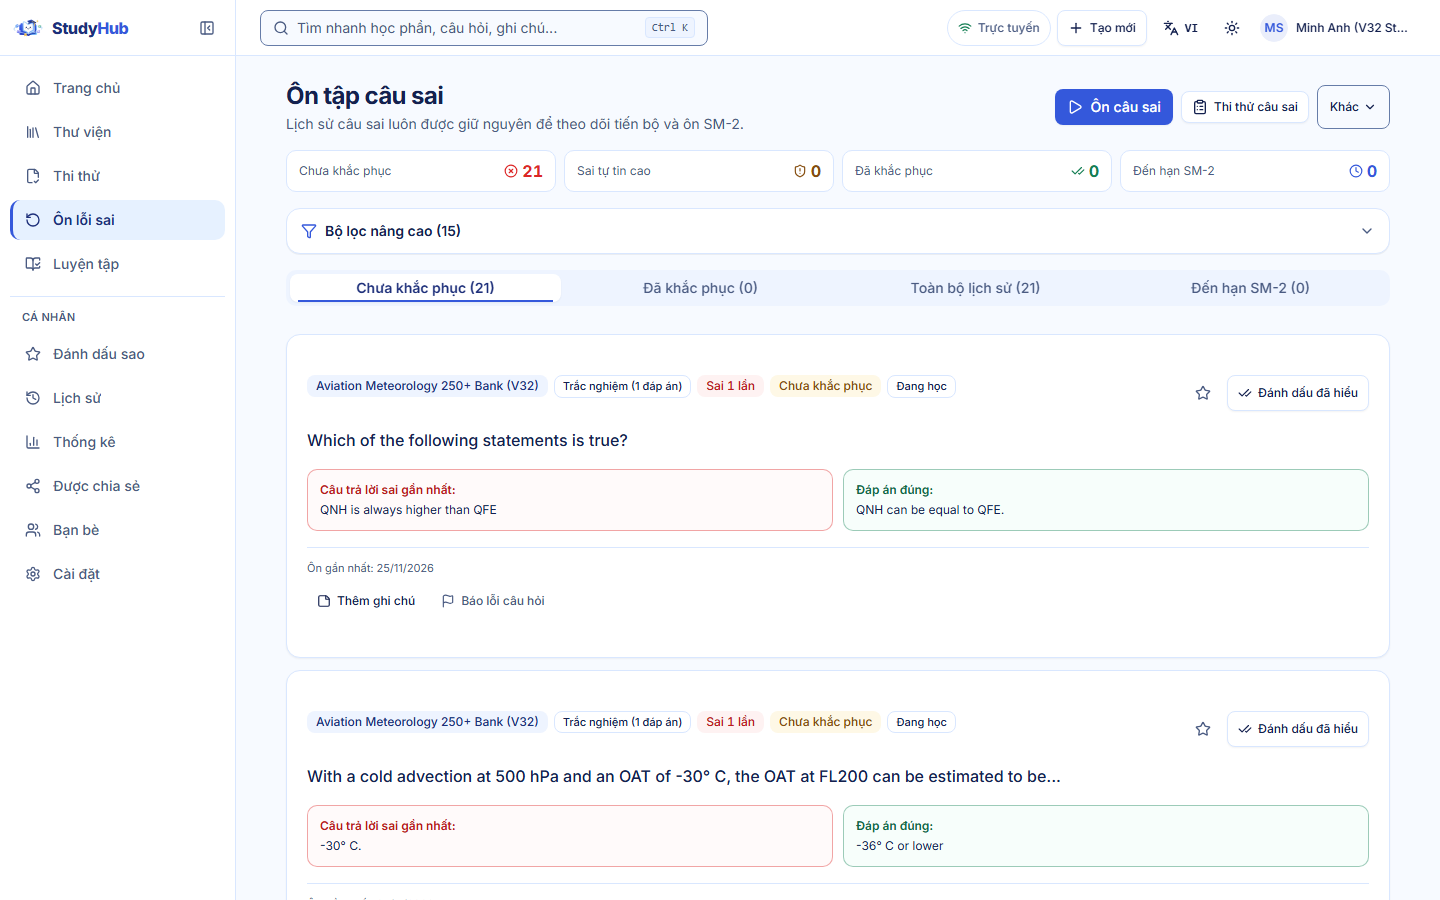 StudyHub
Tìm nhanh học phần, câu hỏi, ghi chú...
Ctrl K
Trực tuyến
Tạo mới
VI
MS
Minh Anh (V32 St...
Trang chủ
Thư viện
Thi thử
Ôn lỗi sai
Luyện tập
CÁ NHÂN
Đánh dấu sao
Lịch sử
Thống kê
Được chia sẻ
Bạn bè
Cài đặt
Ôn tập câu sai
Lịch sử câu sai luôn được giữ nguyên để theo dõi tiến bộ và ôn SM-2.
Ôn câu sai
Thi thử câu sai
Khác
Chưa khắc phục
21
Sai tự tin cao
0
Đã khắc phục
0
Đến hạn SM-2
0
Bộ lọc nâng cao (15)
Chưa khắc phục (21)
Đã khắc phục (0)
Toàn bộ lịch sử (21)
Đến hạn SM-2 (0)
Aviation Meteorology 250+ Bank (V32)
Trắc nghiệm (1 đáp án)
Sai 1 lần
Chưa khắc phục
Đang học
Đánh dấu đã hiểu
Which of the following statements is true?
Câu trả lời sai gần nhất:
QNH is always higher than QFE
Đáp án đúng:
QNH can be equal to QFE.
Ôn gần nhất: 25/11/2026
Thêm ghi chú
Báo lỗi câu hỏi
Aviation Meteorology 250+ Bank (V32)
Trắc nghiệm (1 đáp án)
Sai 1 lần
Chưa khắc phục
Đang học
Đánh dấu đã hiểu
With a cold advection at 500 hPa and an OAT of -30° C, the OAT at FL200 can be estimated to be...
Câu trả lời sai gần nhất:
-30° C.
Đáp án đúng:
-36° C or lower